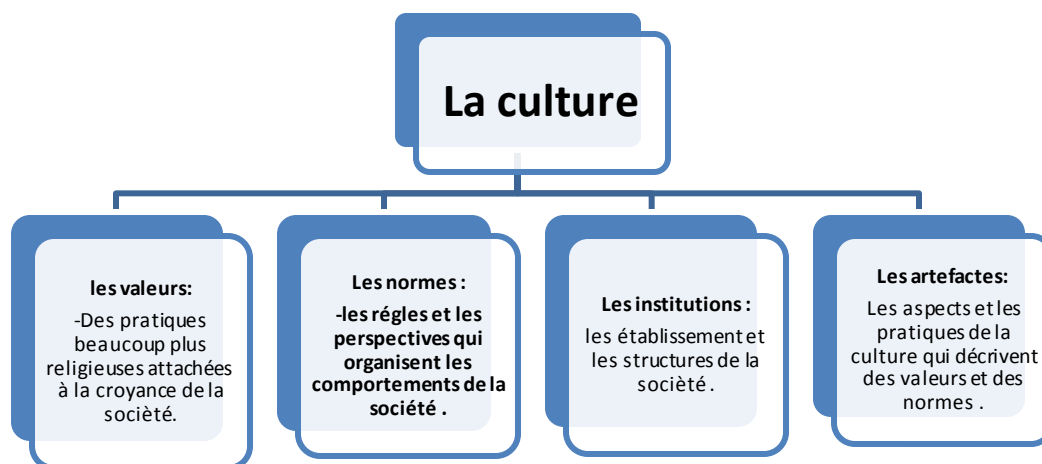 La culture
les valeurs:
-Des pratiques
beaucoup plus
religieuses attachées
à la croyance de la
socièté.
Les normes :
-les régles et les
perspectives qui
organisent les
comportements de la
société .
Les institutions :
les établissement et
les structures de la
socièté .
Les artefactes:
Les aspects et les
pratiques de la
culture qui décrivent
des valeurs et des
normes .